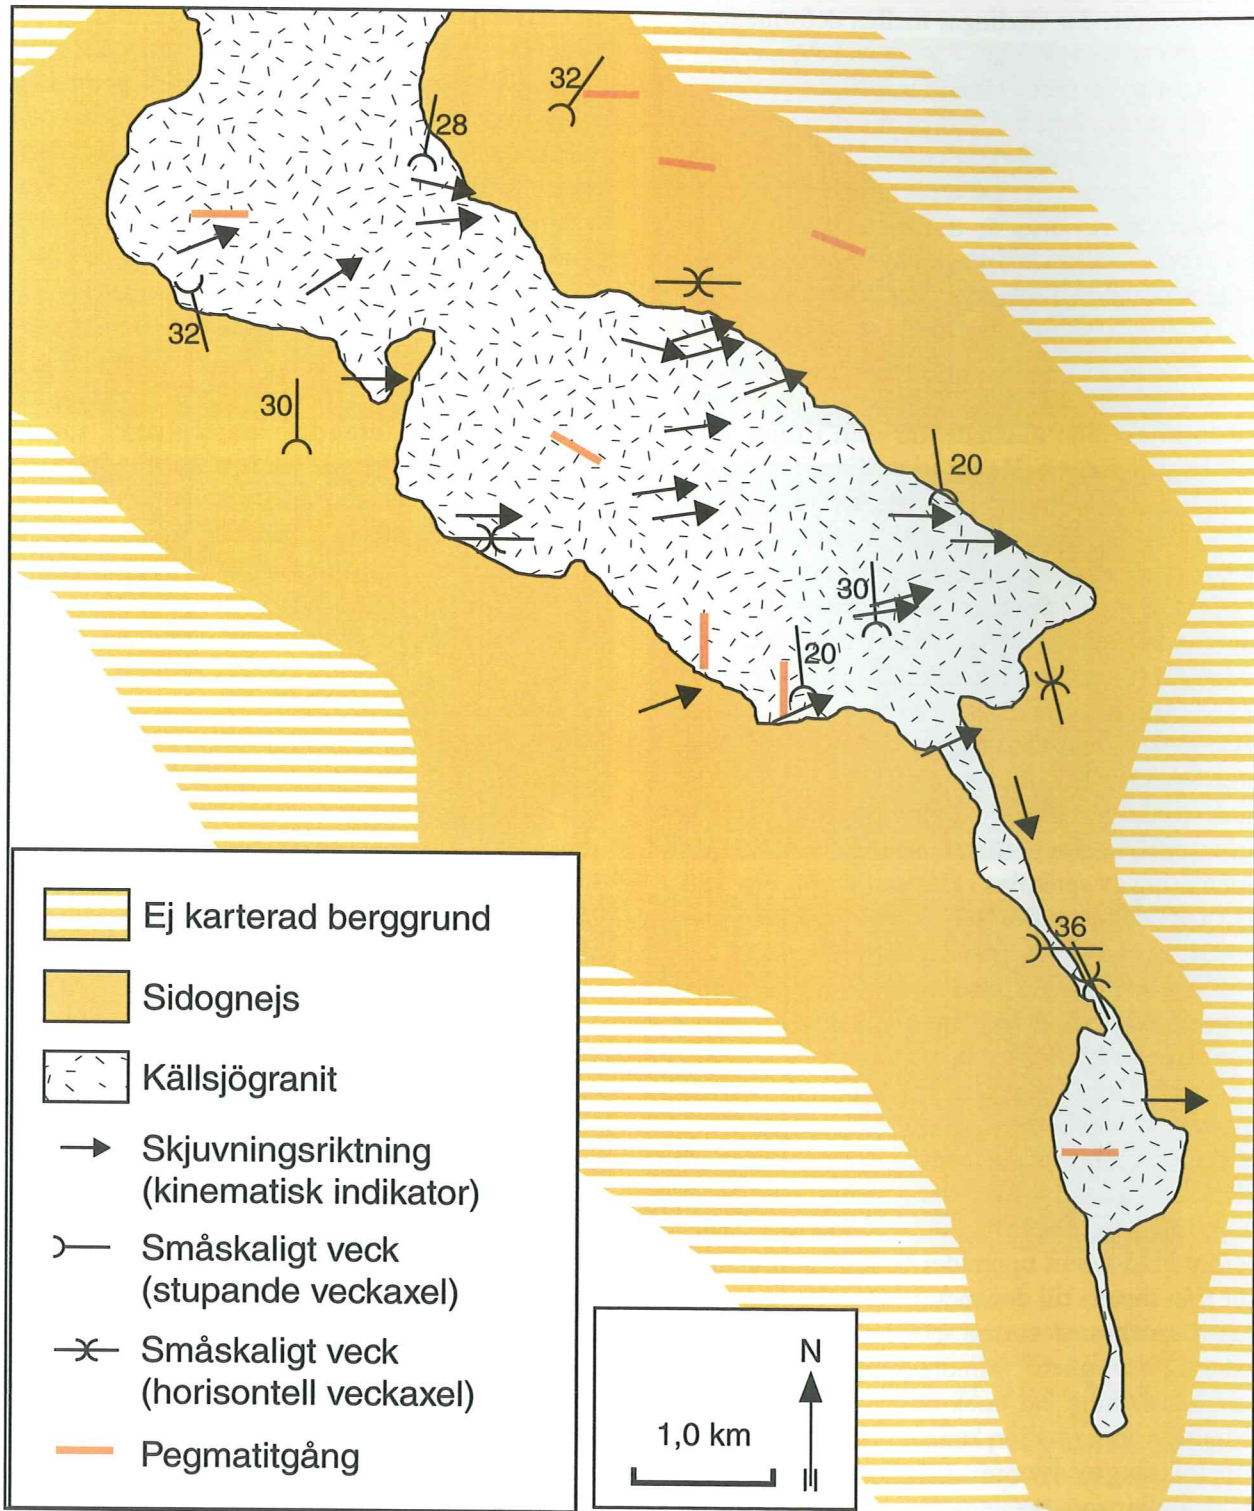 32
28
32
30
20
30
20
36
Ej karterad berggrund
Sidognejs
Källsjögranit
Skjuvningsriktning
(kinematisk indikator)
Småskaligt veck
(stupande veckaxel)
Småskaligt veck
(horisontell veckaxel)
Pegmatitgång
N
1,0 km